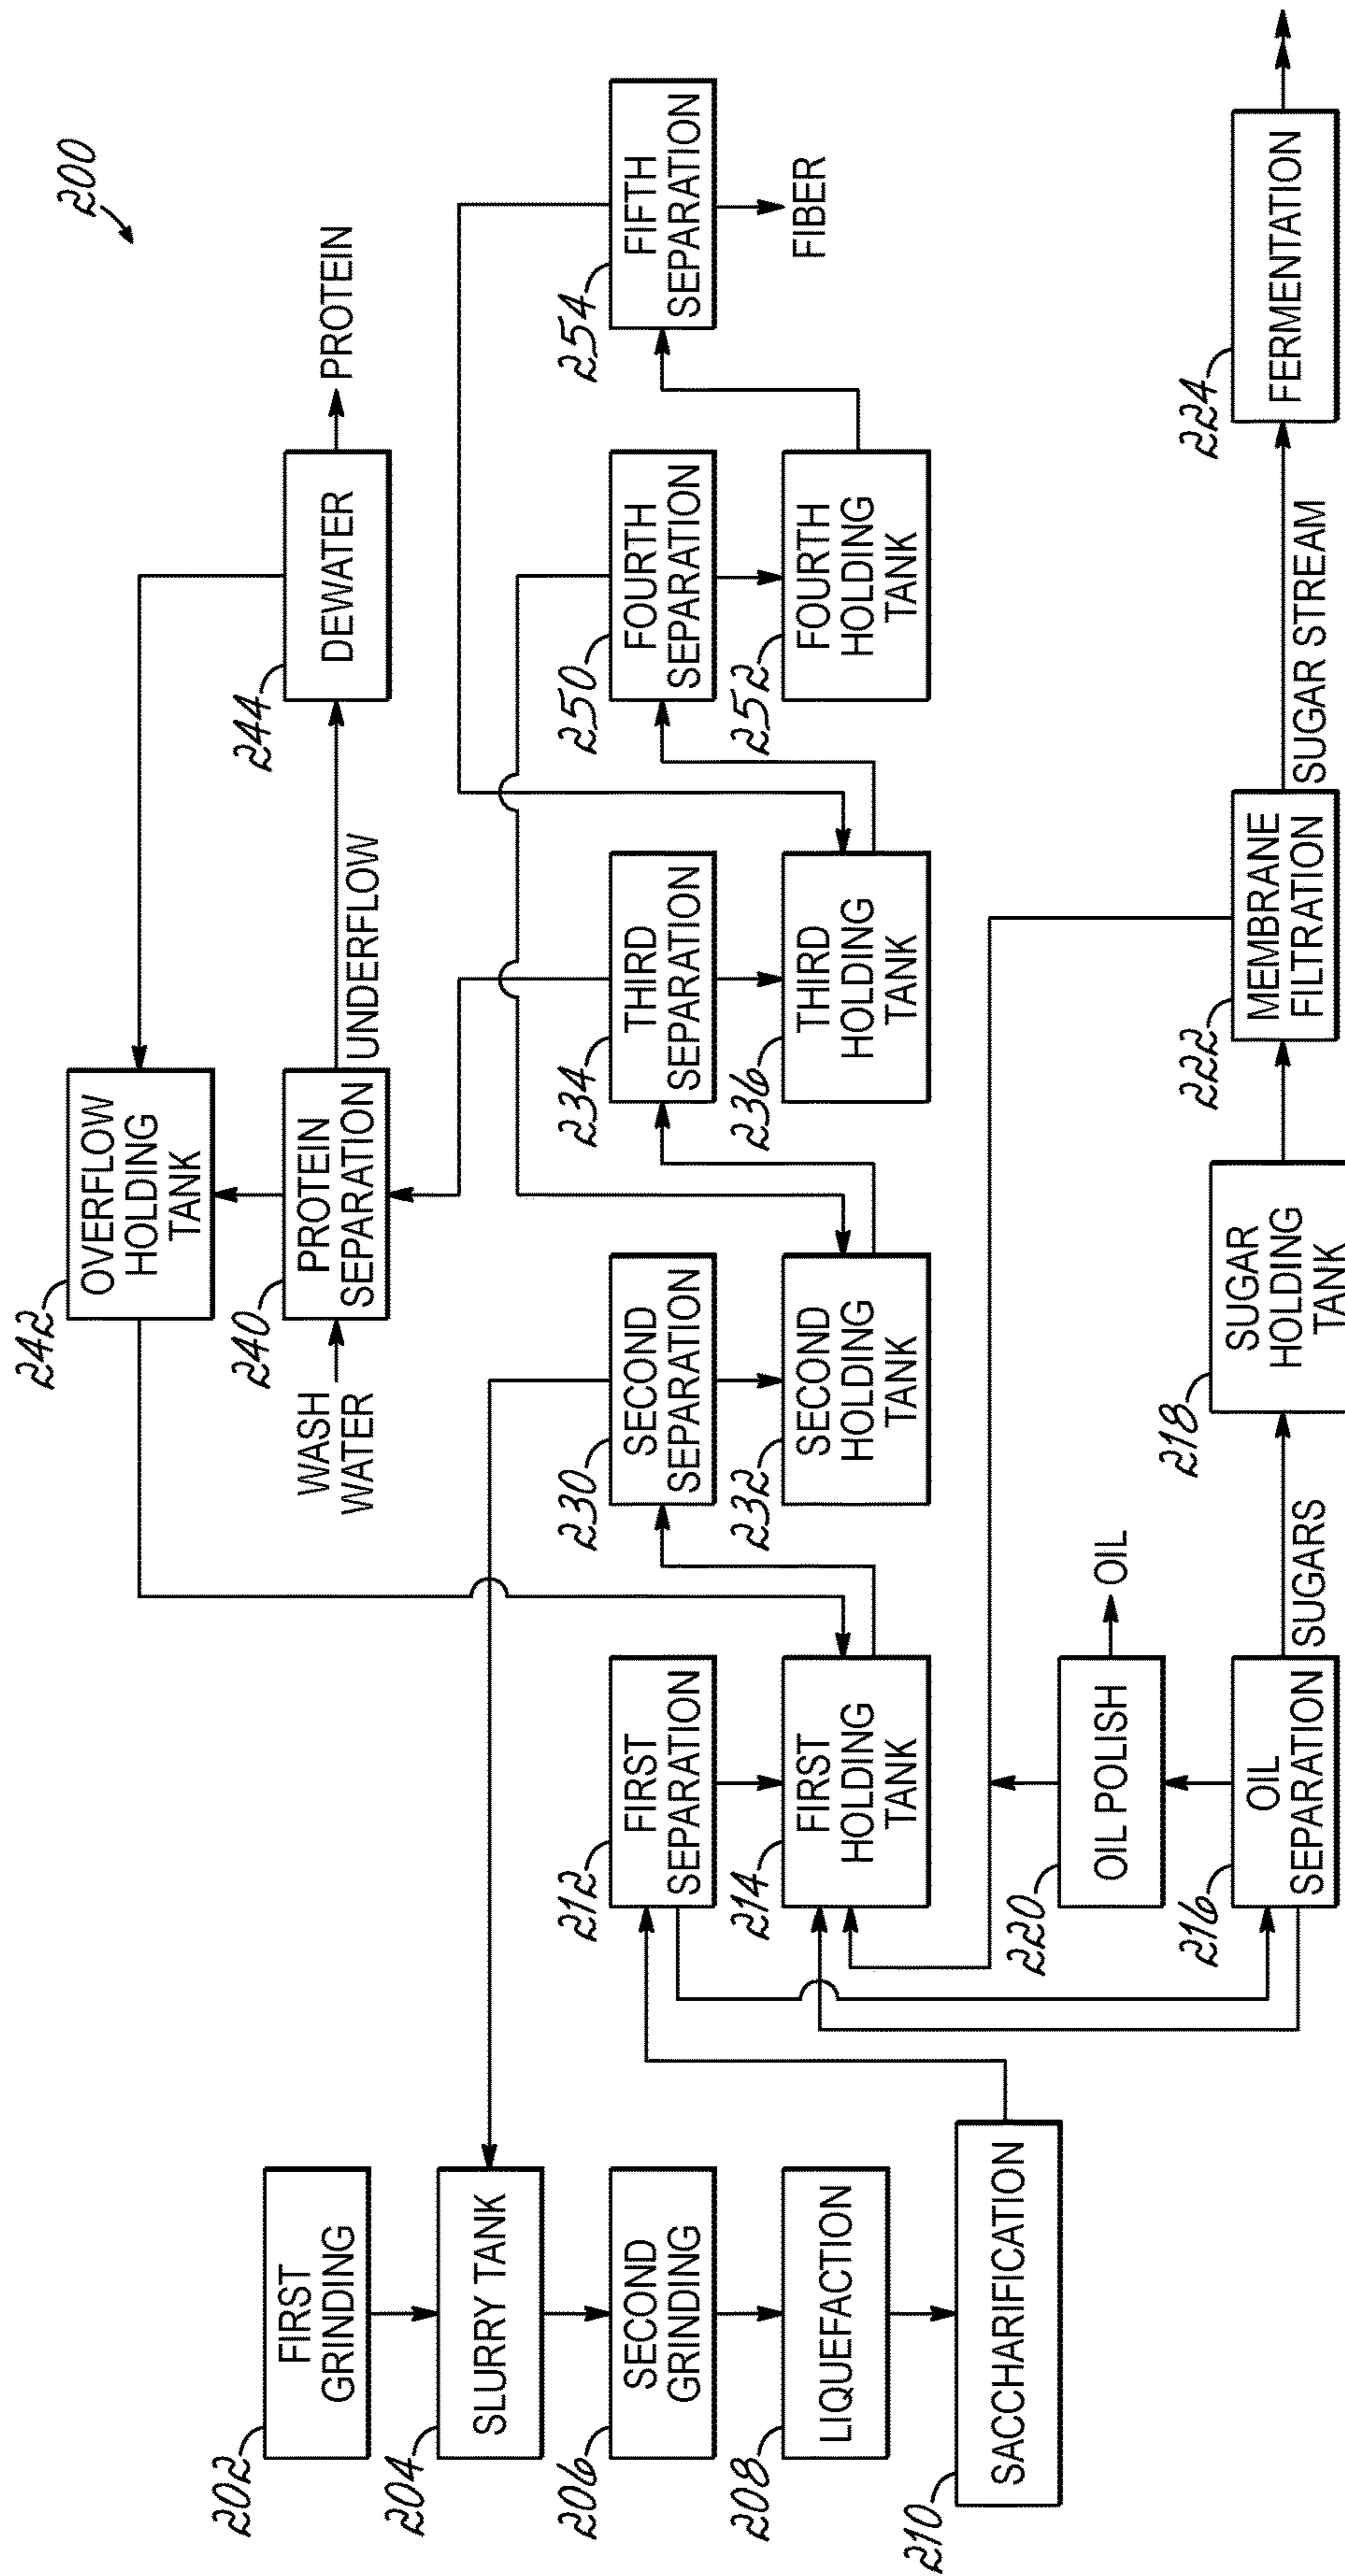 200
202
FIRST
GRINDING
204
SLURRY TANK
206
SECOND
GRINDING
208
LIQUEFACTION
210
SACCHARIFICATION
212
FIRST
SEPARATION
214
FIRST
HOLDING
TANK
220
OIL POLISH
OIL
216
OIL
SEPARATION
SUGARS
242
OVERFLOW
HOLDING
TANK
240
PROTEIN
SEPARATION
WASH
WATER
UNDERFLOW
244
DEWATER
PROTEIN
230
SECOND
SEPARATION
232
SECOND
HOLDING
TANK
234
THIRD
SEPARATION
236
THIRD
HOLDING
TANK
250
FOURTH
SEPARATION
252
FOURTH
HOLDING
TANK
254
FIFTH
SEPARATION
FIBER
218
SUGAR
HOLDING
TANK
222
MEMBRANE
FILTRATION
SUGAR STREAM
224
FERMENTATION